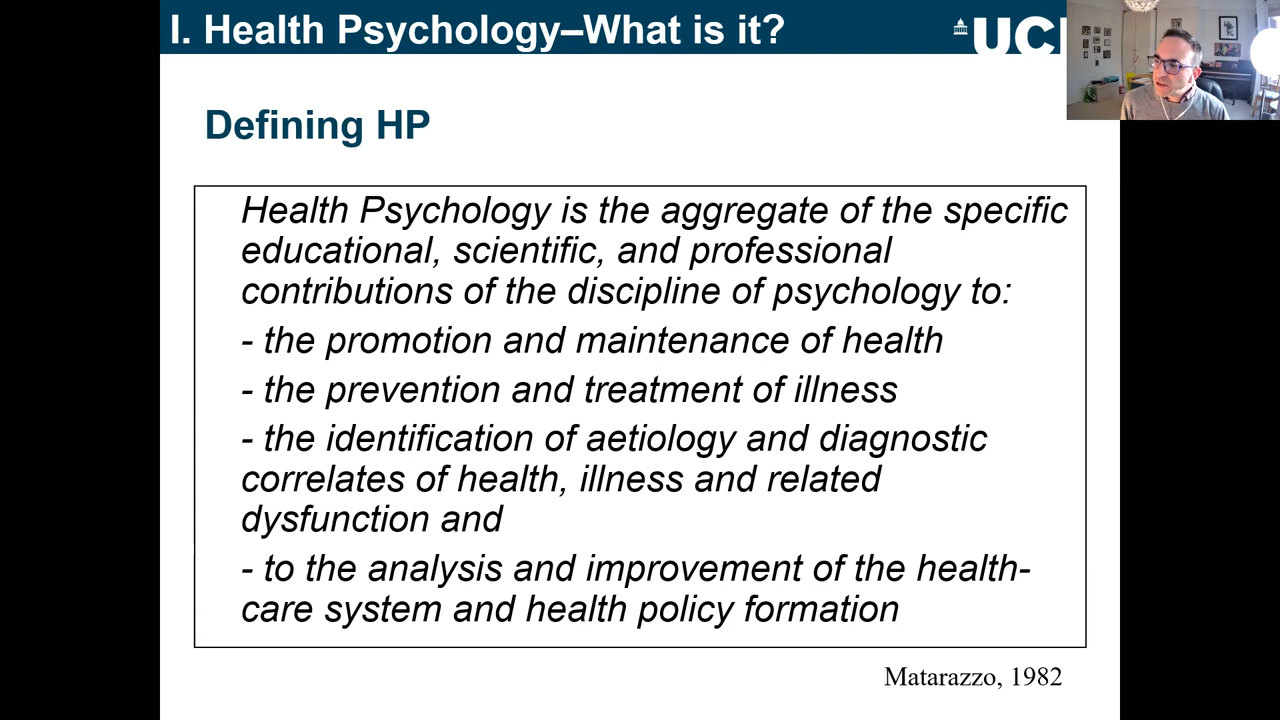 I. Health Psychology–What is it?
Defining HP
Health Psychology is the aggregate of the specific
educational, scientific, and professional
contributions of the discipline of psychology to:
- the promotion and maintenance of health
- the prevention and treatment of illness
- the identification of aetiology and diagnostic
correlates of health, illness and related
dysfunction and
- to the analysis and improvement of the health-
care system and health policy formation
Matarazzo, 1982